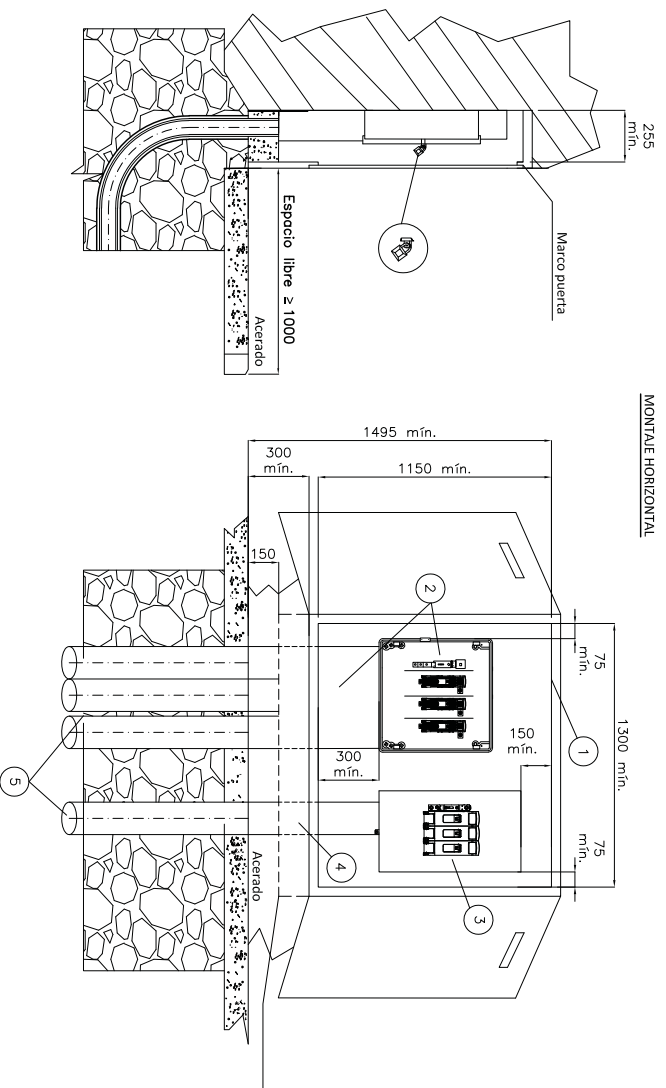 MONTAJE HORIZONTAL
255
mín.
Marco puerta
Espacio libre ≥ 1000
Acerado
1495 mín.
300
mín.
1150 mín.
150
2
75
mín.
1300 mín.
1
150
mín.
300
mín.
75
mín.
5
4
3
Acerado